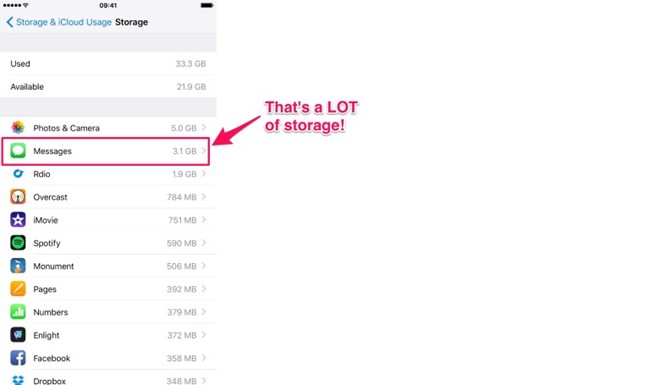 09:41
Storage & iCloud Usage Storage
Used 33.3 GB
Available 21.9 GB
Photos & Camera 5.0 GB
Messages 3.1 GB
Rdio 1.9 GB
Overcast 784 MB
iMovie 751 MB
Spotify 590 MB
Monument 506 MB
Pages 392 MB
Numbers 379 MB
Enlight 372 MB
Facebook 358 MB
Dropbox 348 MB
That's a LOT
of storage!